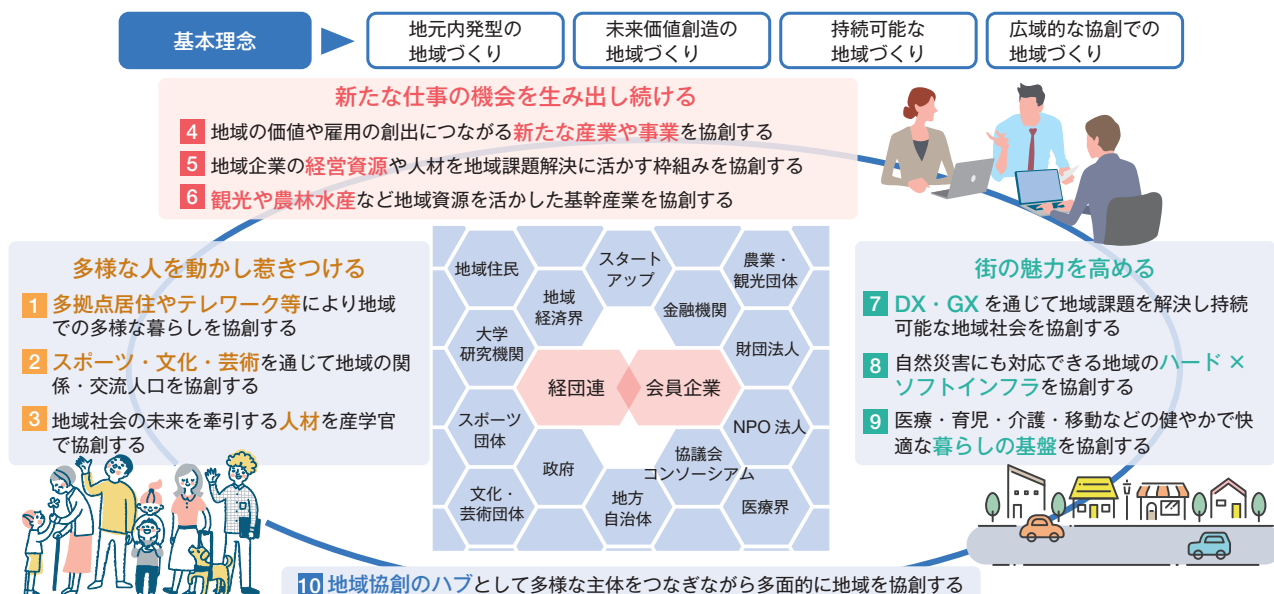 基本理念
地元内発型の
地域づくり
未来価値創造の
地域づくり
持続可能な
地域づくり
広域的な協創での
地域づくり
新たな仕事の機会を生み出し続ける
4 地域の価値や雇用の創出につながる新たな産業や事業を協創する
5 地域企業の経営資源や人材を地域課題解決に活かす枠組みを協創する
6 観光や農林水産など地域資源を活かした基幹産業を協創する
多様な人を動かし惹きつける
1 多拠点居住やテレワーク等により地域
での多様な暮らしを協創する
2 スポーツ・文化・芸術を通じて地域の関
係・交流人口を協創する
3 地域社会の未来を牽引する人材を産学官
で協創する
地域住民
スタート
アップ
農業・
観光団体
地域
経済界
金融機関
大学
研究機関
財団法人
経団連
会員企業
スポーツ
団体
NPO 法人
政府
協議会
コンソーシアム
文化・
芸術団体
地方
自治体
医療界
街の魅力を高める
7 DX・GX を通じて地域課題を解決し持続
可能な地域社会を協創する
8 自然災害にも対応できる地域のハード ×
ソフトインフラを協創する
9 医療・育児・介護・移動などの健やかで快
適な暮らしの基盤を協創する
10 地域協創のハブとして多様な主体をつなぎながら多面的に地域を協創する